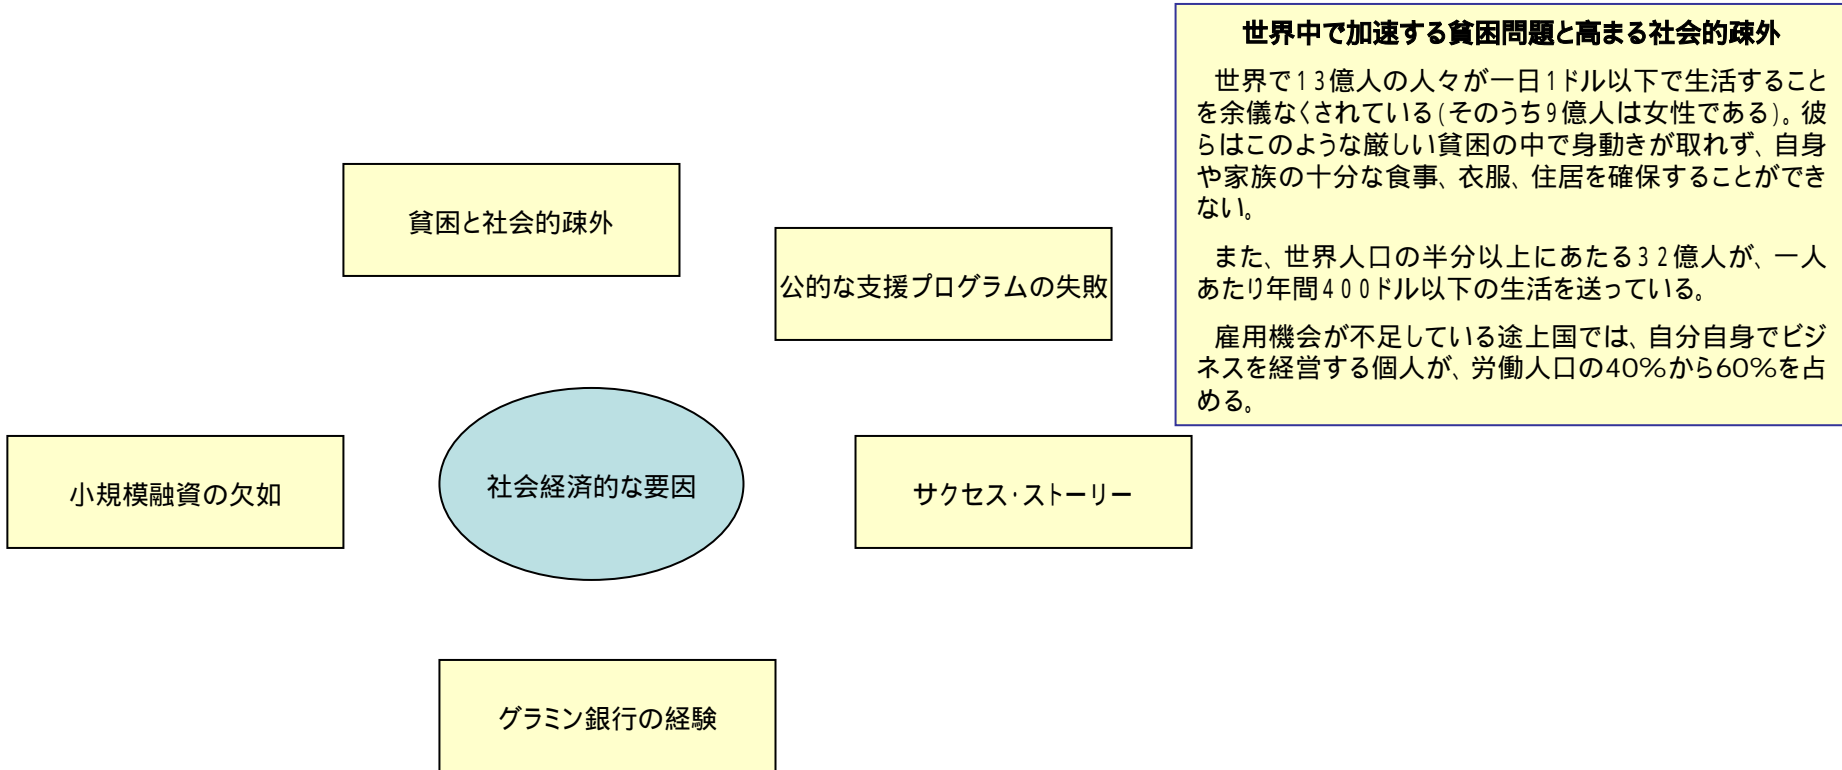 世界中で加速する貧困問題と高まる社会的疎外
世界で13億人の人々が一日1ドル以下で生活すること
を余儀なくされている(そのうち9億人は女性である)。彼
らはこのような厳しい貧困の中で身動きが取れず、自身
や家族の十分な食事、衣服、住居を確保することができ
ない。
また、世界人口の半分以上にあたる32億人が、一人
あたり年間400ドル以下の生活を送っている。
雇用機会が不足している途上国では、自分自身でビジ
ネスを経営する個人が、労働人口の40%から60%を占
める。
貧困と社会的疎外
公的な支援プログラムの失敗
小規模融資の欠如
社会経済的な要因
サクセス・ストーリー
グラミン銀行の経験